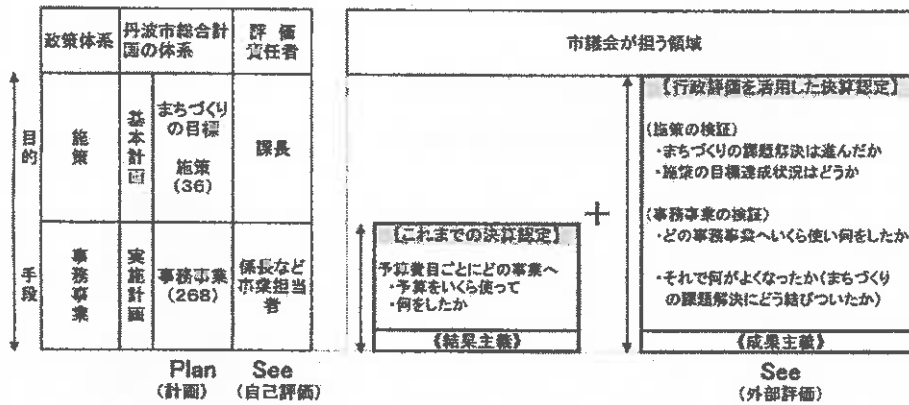 政策体系
丹波市総合計
画の体系
評 価
責任者
市議会が担う領域
目的
施策
基本計画
まちづくり
の目標
施策
(36)
課長
手段
事務事業
実施計画
事務事業
(268)
係長など
事業担当
者
Plan
(計画)
See
(自己評価)
【これまでの決算認定】
予算費目ごとにどの事業へ
・予算をいくら使って
・何をしたか
《結果主義》
+
【行政評価を活用した決算認定】
(施策の検証)
・まちづくりの課題解決は進んだか
・施策の目標達成状況はどうか
(事務事業の検証)
・どの事務事業へいくら使い何をしたか
・それで何がよくなったか(まちづくり
の課題解決にどう結びついたか)
《成果主義》
See
(外部評価)